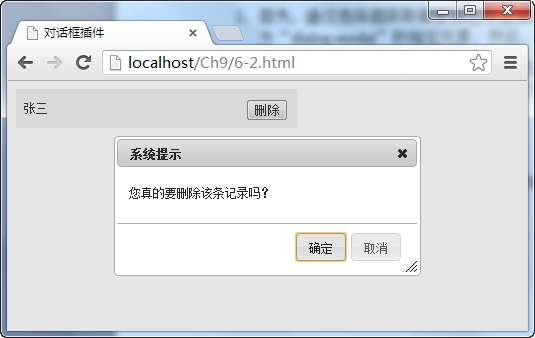 对话框插件
localhost/Ch9/6-2.html
张三
删除
系统提示
您真的要删除该条记录吗？
确定
取消